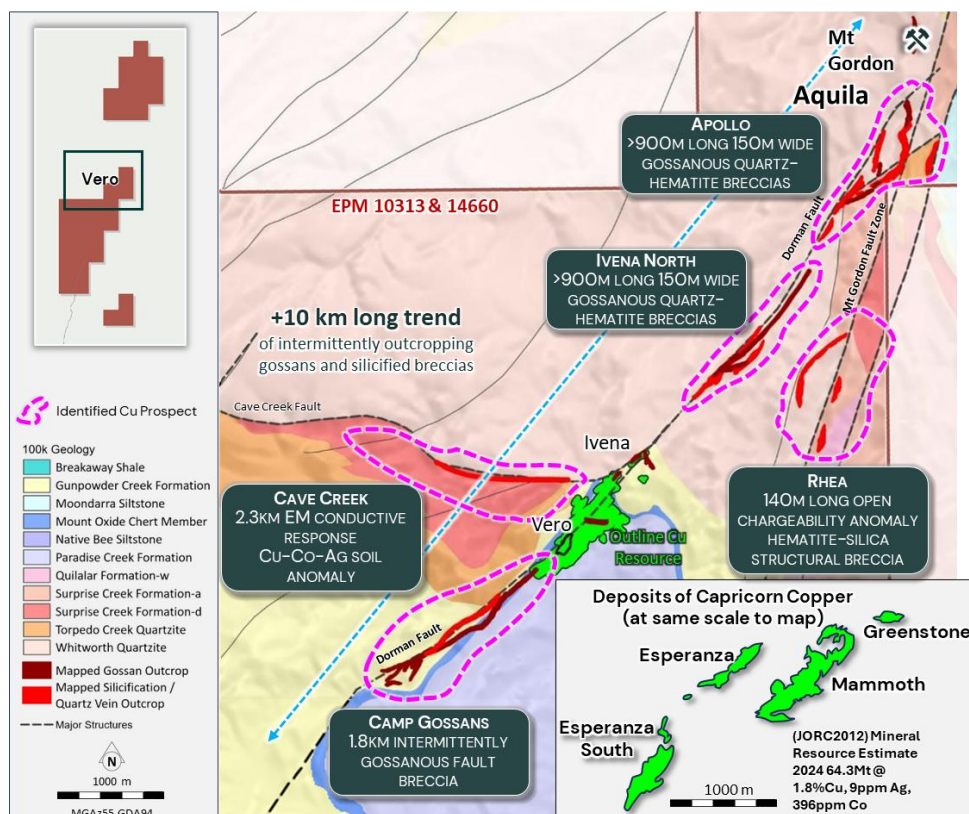 Vero
Identified Cu Prospect
100k Geology
Breakaway Shale
Gunpowder Creek Formation
Moondarra Siltstone
Mount Oxide Chert Member
Native Bee Siltstone
Paradise Creek Formation
Quilalar Formation-w
Surprise Creek Formation-a
Surprise Creek Formation-d
Torpedo Creek Quartzite
Whitworth Quartzite
Mapped Gossan Outcrop
Mapped Silicification /
Quartz Vein Outcrop
Major Structures
N
1000 m
MGAz55 GDA94
Mt
Gordon
Aquila
APOLLO
>900M LONG 150M WIDE
GOSSANOUS QUARTZ-
HEMATITE BRECCIAS
EPM 10313 & 14660
Dorman Fault
Mt Gordon Fault Zone
IVENA NORTH
>900M LONG 150M WIDE
GOSSANOUS QUARTZ-
HEMATITE BRECCIAS
+10 km long trend
of intermittently outcropping
gossans and silicified breccias
Cave Creek Fault
Ivena
CAVE CREEK
2.3KM EM CONDUCTIVE
RESPONSE
CU-CO-AG SOIL
ANOMALY
Vero
Outline Cu
Resource
RHEA
140M LONG OPEN
CHARGEABILITY ANOMALY
HEMATITE-SILICA
STRUCTURAL BRECCIA
Dorman Fault
CAMP GOSSANS
1.8KM INTERMITTENTLY
GOSSANOUS FAULT
BRECCIA
Deposits of Capricorn Copper
(at same scale to map)
Greenstone
Esperanza
Mammoth
Esperanza
South
(JORC2012) Mineral
Resource Estimate
2024 64.3Mt @
1.8%Cu, 9ppm Ag,
396ppm Co
1000 m